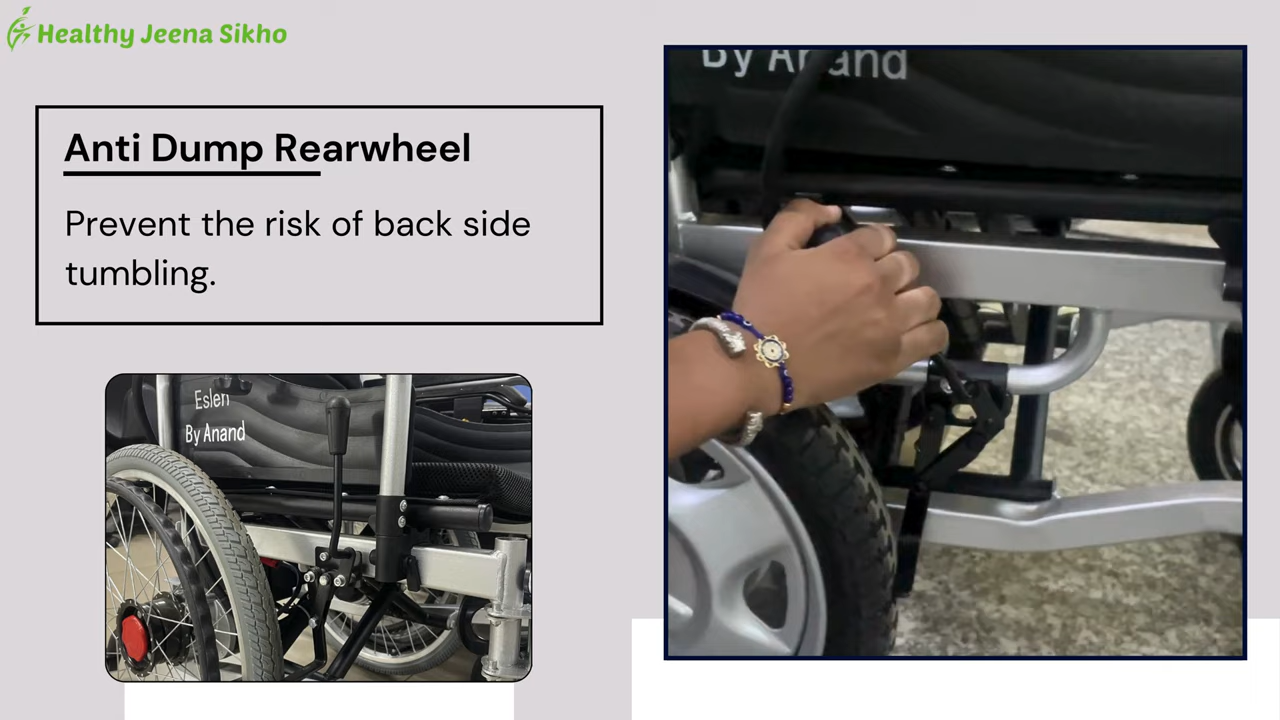 Healthy Jeena Sikho
Anti Dump Rearwheel
Prevent the risk of back side
tumbling.
By Anand
Eslen
By Anand